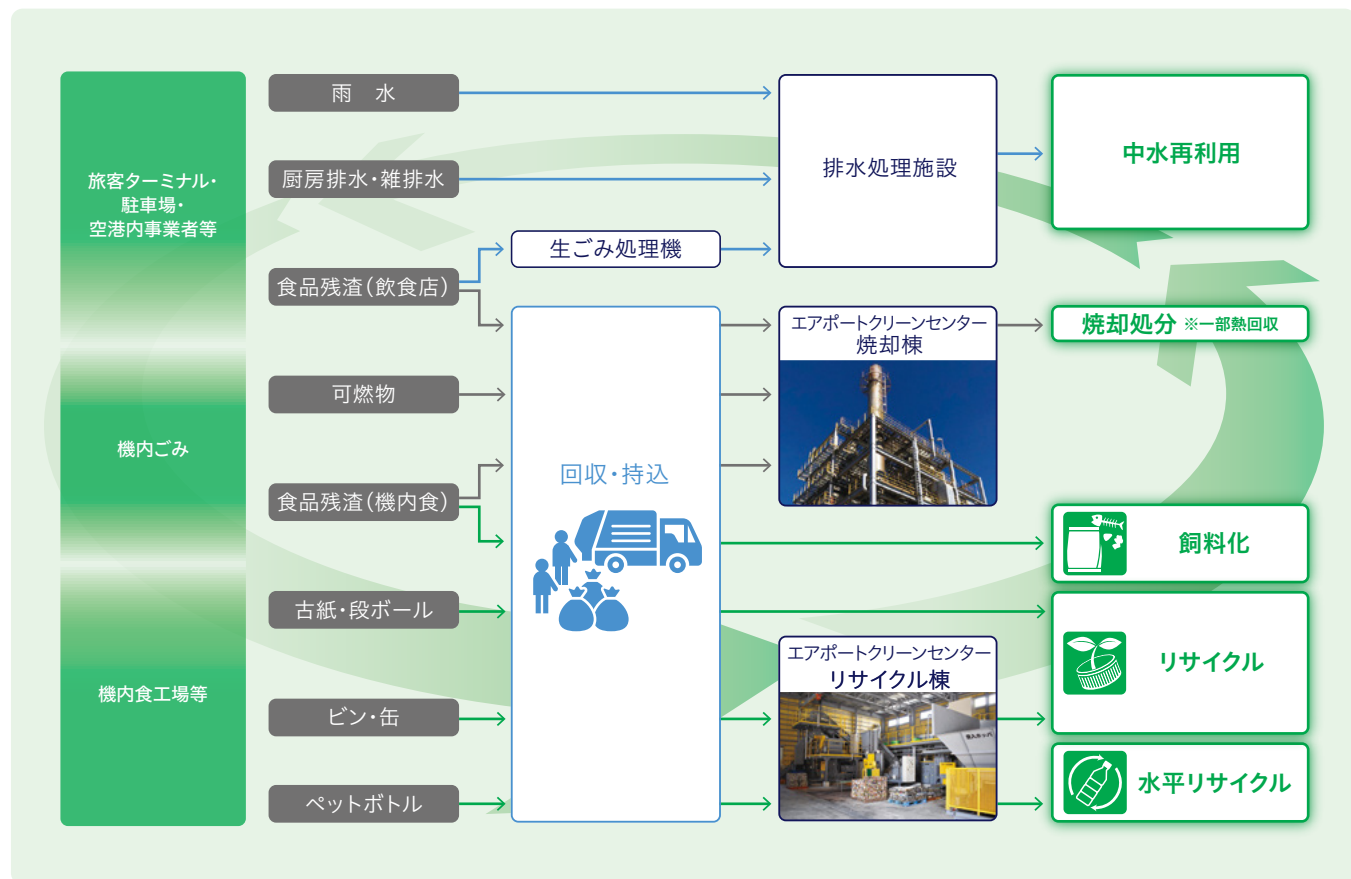 旅客ターミナル・
駐車場・
空港内事業者等
機内ごみ
機内食工場等
雨　水
厨房排水・雑排水
食品残渣（飲食店）
可燃物
食品残渣（機内食）
古紙・段ボール
ビン・缶
ペットボトル
生ごみ処理機
回収・持込
排水処理施設
エアポートクリーンセンター
焼却棟
エアポートクリーンセンター
リサイクル棟
中水再利用
焼却処分 ※一部熱回収
飼料化
リサイクル
水平リサイクル